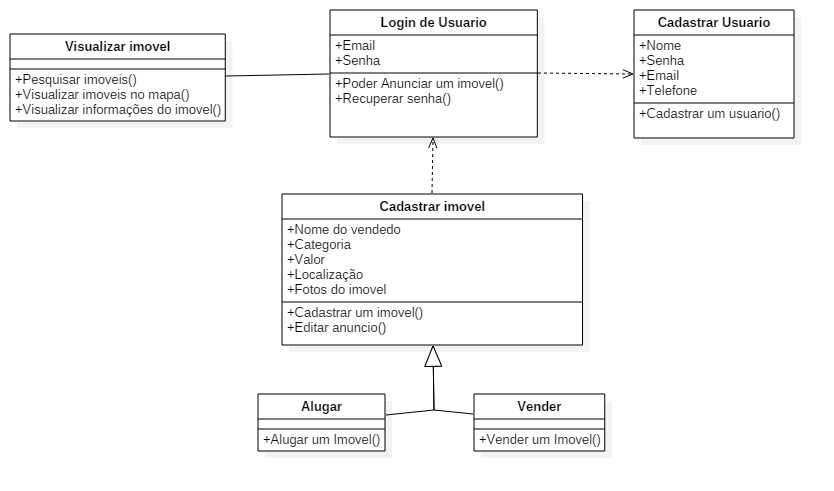 Visualizar imovel
+Pesquisar imoveis()
+Visualizar imoveis no mapa()
+Visualizar informações do imovel()
Login de Usuario
+Email
+Senha
+Poder Anunciar um imovel()
+Recuperar senha()
Cadastrar Usuario
+Nome
+Senha
+Email
+Telefone
+Cadastrar um usuario()
Cadastrar imovel
+Nome do vendedo
+Categoria
+Valor
+Localização
+Fotos do imovel
+Cadastrar um imovel()
+Editar anuncio()
Alugar
+Alugar um Imovel()
Vender
+Vender um Imovel()